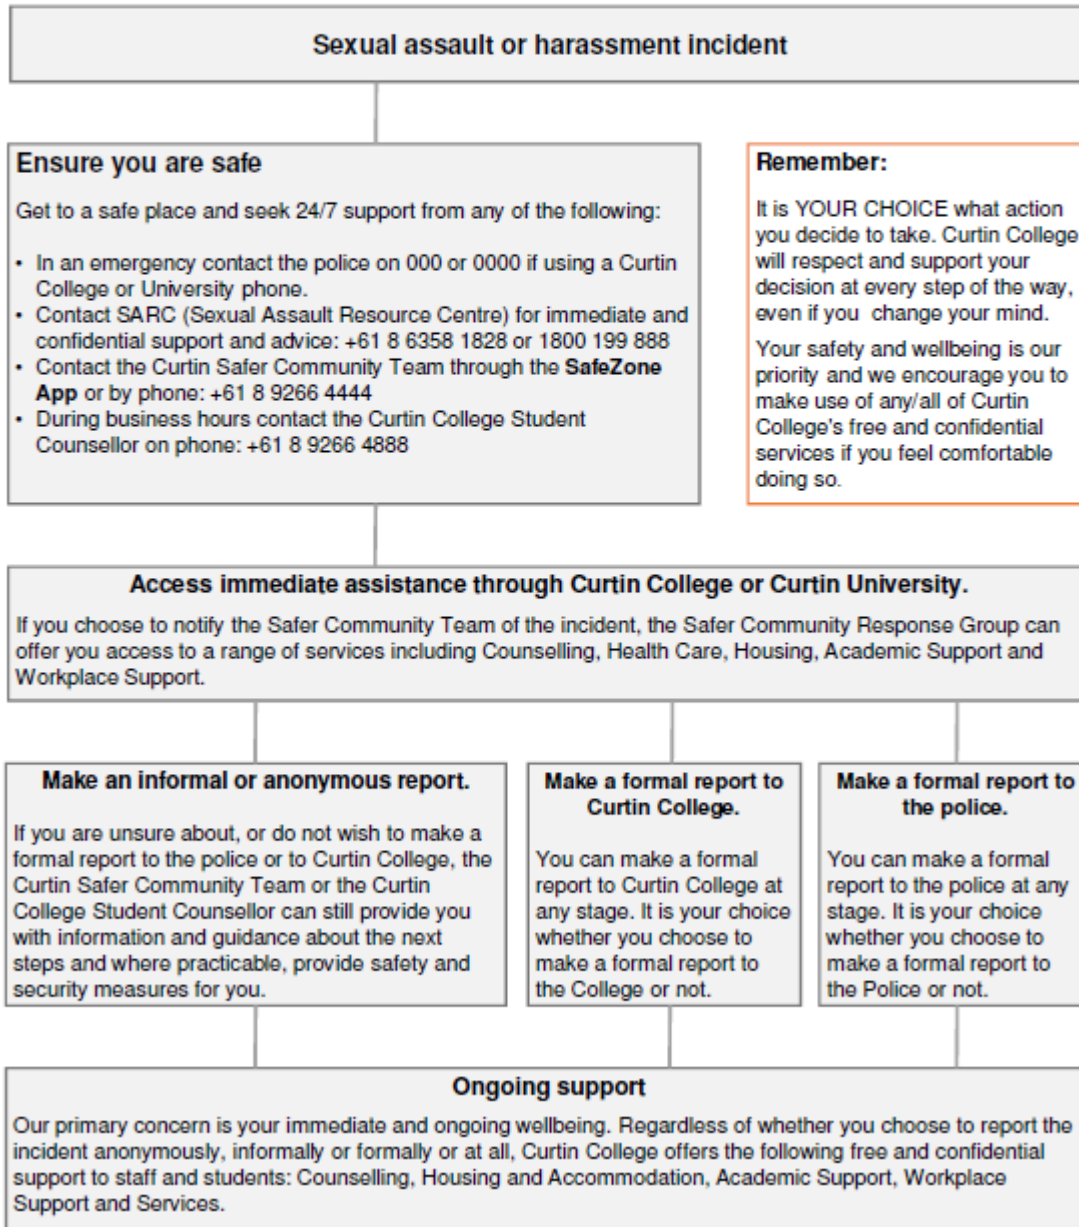 Sexual assault or harassment incident
Ensure you are safe
Get to a safe place and seek 24/7 support from any of the following:
• In an emergency contact the police on 000 or 0000 if using a Curtin
College or University phone.
• Contact SARC (Sexual Assault Resource Centre) for immediate and
confidential support and advice: +61 8 6358 1828 or 1800 199 888
• Contact the Curtin Safer Community Team through the SafeZone
App or by phone: +61 8 9266 4444
• During business hours contact the Curtin College Student
Counsellor on phone: +61 8 9266 4888
Remember:
It is YOUR CHOICE what action
you decide to take. Curtin College
will respect and support your
decision at every step of the way,
even if you change your mind.
Your safety and wellbeing is our
priority and we encourage you to
make use of any/all of Curtin
College's free and confidential
services if you feel comfortable
doing so.
Access immediate assistance through Curtin College or Curtin University.
If you choose to notify the Safer Community Team of the incident, the Safer Community Response Group can
offer you access to a range of services including Counselling, Health Care, Housing, Academic Support and
Workplace Support.
Make an informal or anonymous report.
If you are unsure about, or do not wish to make a
formal report to the police or to Curtin College, the
Curtin Safer Community Team or the Curtin
College Student Counsellor can still provide you
with information and guidance about the next
steps and where practicable, provide safety and
security measures for you.
Make a formal report to
Curtin College.
You can make a formal
report to Curtin College at
any stage. It is your choice
whether you choose to
make a formal report to
the College or not.
Make a formal report to
the police.
You can make a formal
report to the police at any
stage. It is your choice
whether you choose to
make a formal report to
the Police or not.
Ongoing support
Our primary concern is your immediate and ongoing wellbeing. Regardless of whether you choose to report the
incident anonymously, informally or formally or at all, Curtin College offers the following free and confidential
support to staff and students: Counselling, Housing and Accommodation, Academic Support, Workplace
Support and Services.